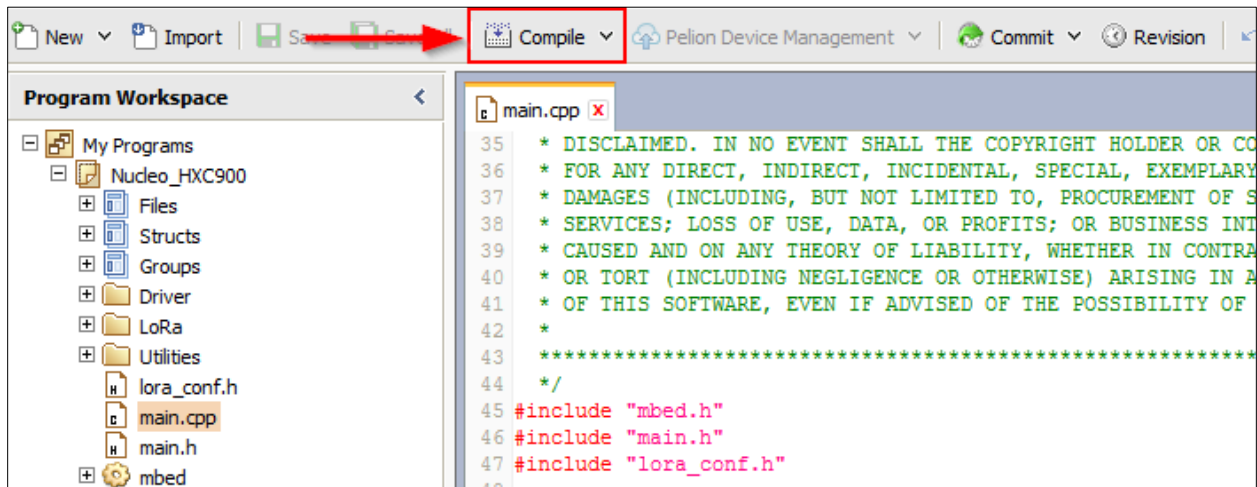 New Import Save Compile Pelion Device Management Commit Revision
Program Workspace
main.cpp
My Programs
Nucleo_HXC900
Files
Structs
Groups
Driver
LoRa
Utilities
lora_conf.h
main.cpp
main.h
mbed
35 * DISCLAIMED. IN NO EVENT SHALL THE COPYRIGHT HOLDER OR CO
36 * FOR ANY DIRECT, INDIRECT, INCIDENTAL, SPECIAL, EXEMPLARY
37 * DAMAGES (INCLUDING, BUT NOT LIMITED TO, PROCUREMENT OF S
38 * SERVICES; LOSS OF USE, DATA, OR PROFITS; OR BUSINESS INT
39 * CAUSED AND ON ANY THEORY OF LIABILITY, WHETHER IN CONTRA
40 * OR TORT (INCLUDING NEGLIGENCE OR OTHERWISE) ARISING IN A
41 * OF THIS SOFTWARE, EVEN IF ADVISED OF THE POSSIBILITY OF
42 *
43 ************************************************************
44 */
45 #include "mbed.h"
46 #include "main.h"
47 #include "lora_conf.h"